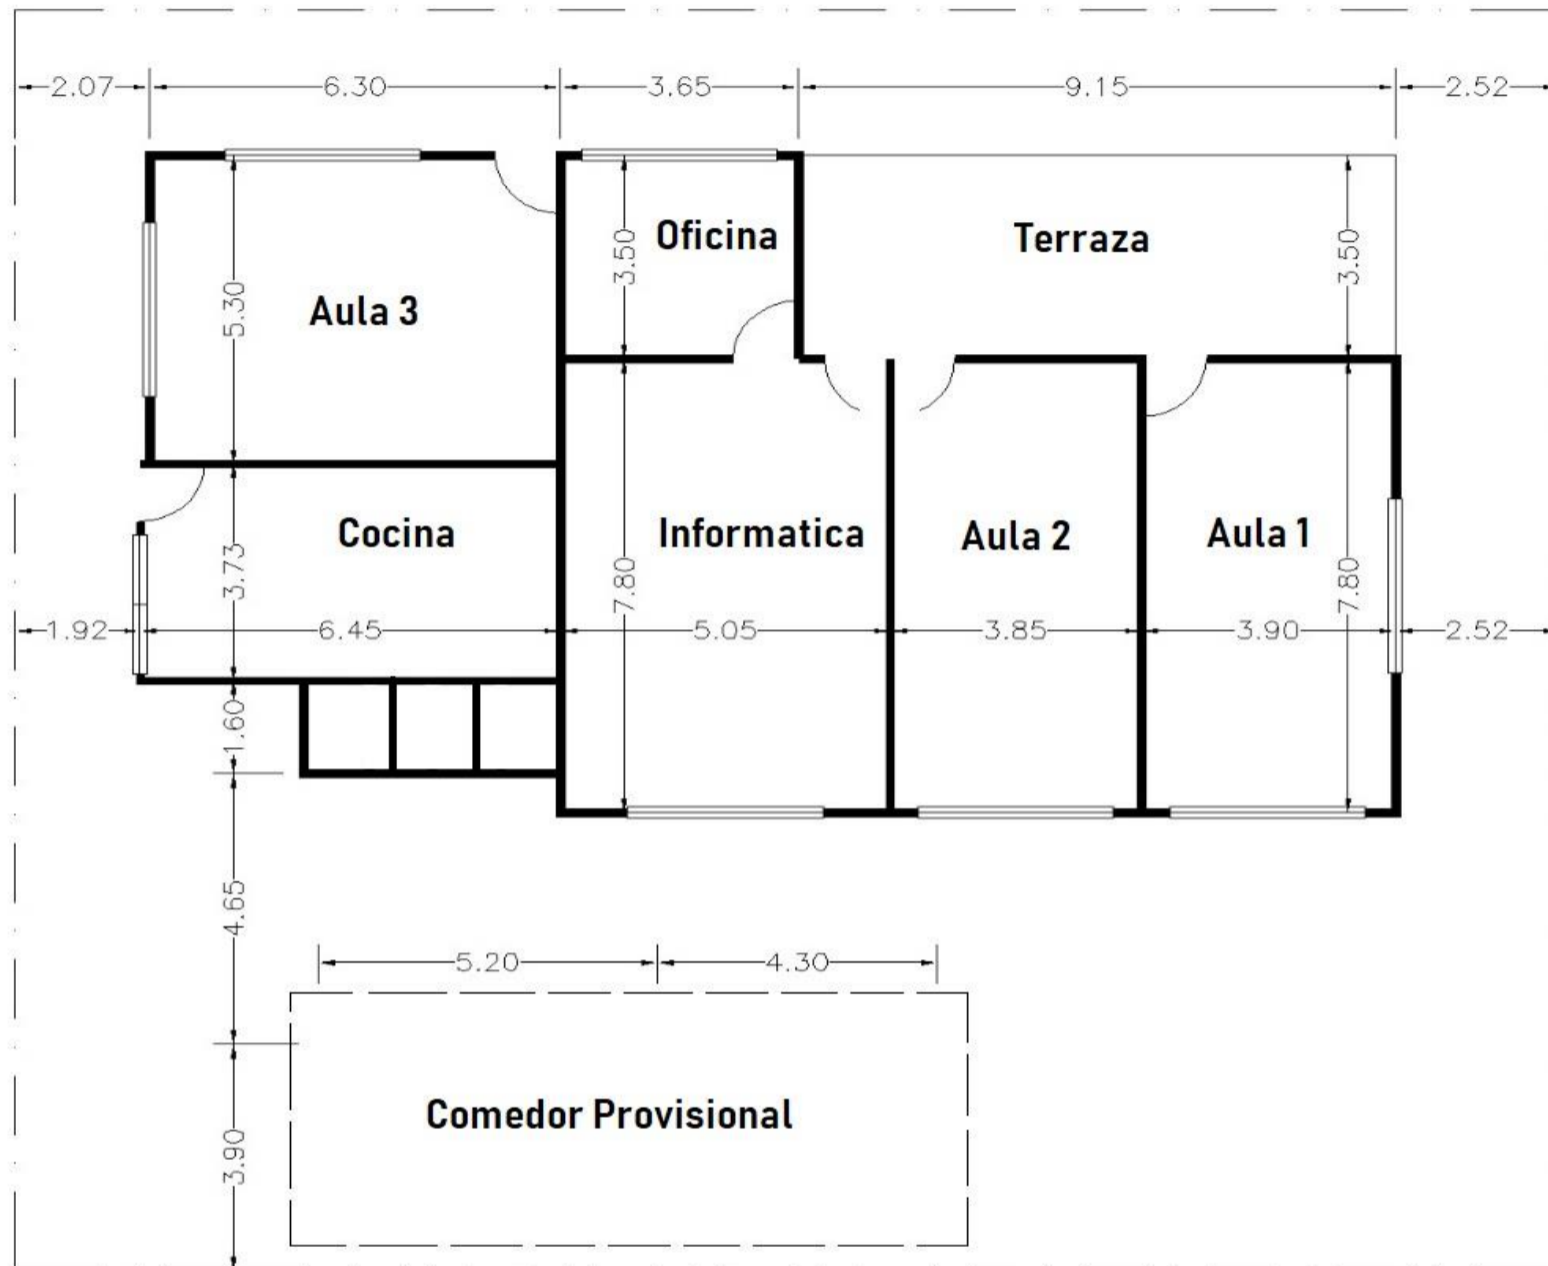 2.07 6.30 3.65 9.15 2.52
Oficina
Terraza
3.50
3.50
Aula 3
5.30
Cocina
Informatica
Aula 2
Aula 1
3.73
7.80
7.80
1.92 6.45 5.05 3.85 3.90 2.52
1.60
4.65
5.20 4.30
Comedor Provisional
3.90